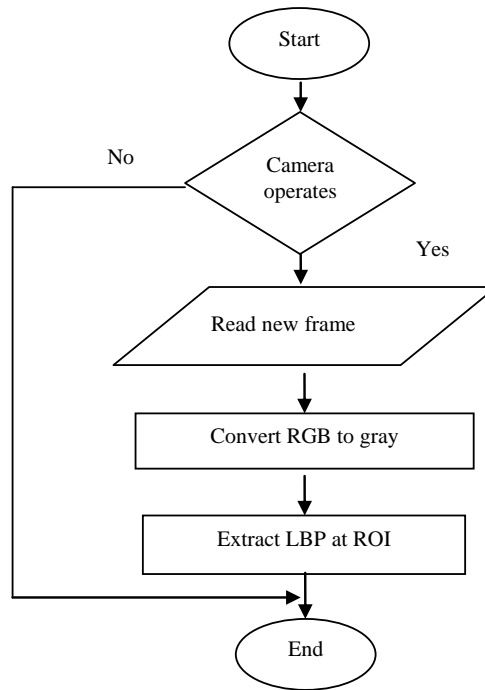 Start
No
Camera
operates
Yes
Read new frame
Convert RGB to gray
Extract LBP at ROI
End